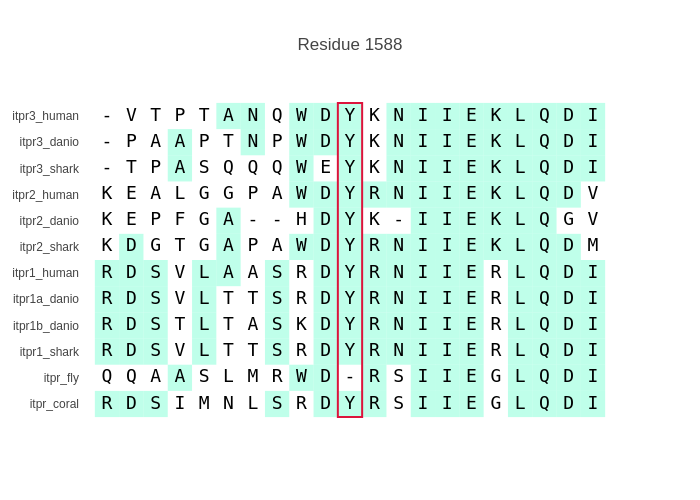 Residue 1588
itpr3_human - V T P T A N Q W D Y K N I I E K L Q D I
itpr3_danio - P A A P T N P W D Y K N I I E K L Q D I
itpr3_shark - T P A S Q Q Q W E Y K N I I E K L Q D I
itpr2_human K E A L G G P A W D Y R N I I E K L Q D V
itpr2_danio K E P F G A - - H D Y K - I I E K L Q G V
itpr2_shark K D G T G A P A W D Y R N I I E K L Q D M
itpr1_human R D S V L A A S R D Y R N I I E R L Q D I
itpr1a_danio R D S V L T T S R D Y R N I I E R L Q D I
itpr1b_danio R D S T L T A S K D Y R N I I E R L Q D I
itpr1_shark R D S V L T T S R D Y R N I I E R L Q D I
itpr_fly Q Q A A S L M R W D - R S I I E G L Q D I
itpr_coral R D S I M N L S R D Y R S I I E G L Q D I